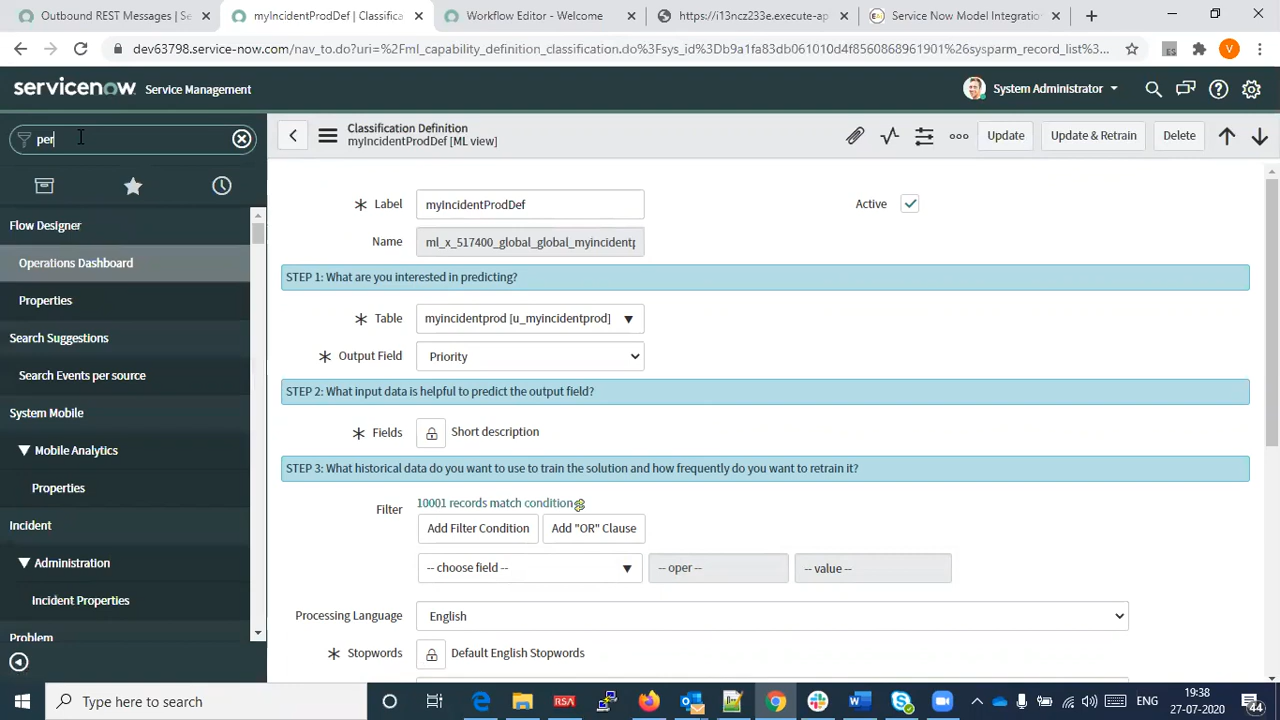 Outbound REST Messages | Se
myIncidentProdDef | Classifica
Workflow Editor - Welcome
https://i13ncz233e.execute-ap
Service Now Model Integration
dev63798.service-now.com/nav_to.do?uri=%2Fml_capability_definition_classification.do%3Fsys_id%3Db9a1fa83db061010d4f8560868961901%26sysparm_record_list%...
servicenow Service Management
System Administrator
per
Classification Definition
myIncidentProdDef [ML view]
Update
Update & Retrain
Delete
Flow Designer
Operations Dashboard
Properties
Search Suggestions
Search Events per source
System Mobile
Mobile Analytics
Properties
Incident
Administration
Incident Properties
Problem
Label myIncidentProdDef
Active
Name ml_x_517400_global_global_myincidentp
STEP 1: What are you interested in predicting?
Table myincidentprod [u_myincidentprod]
Output Field Priority
STEP 2: What input data is helpful to predict the output field?
Fields Short description
STEP 3: What historical data do you want to use to train the solution and how frequently do you want to retrain it?
Filter 10001 records match condition
Add Filter Condition Add "OR" Clause
-- choose field -- -- oper -- -- value --
Processing Language English
Stopwords Default English Stopwords
Type here to search
RSA
ENG
19:38
27-07-2020
44